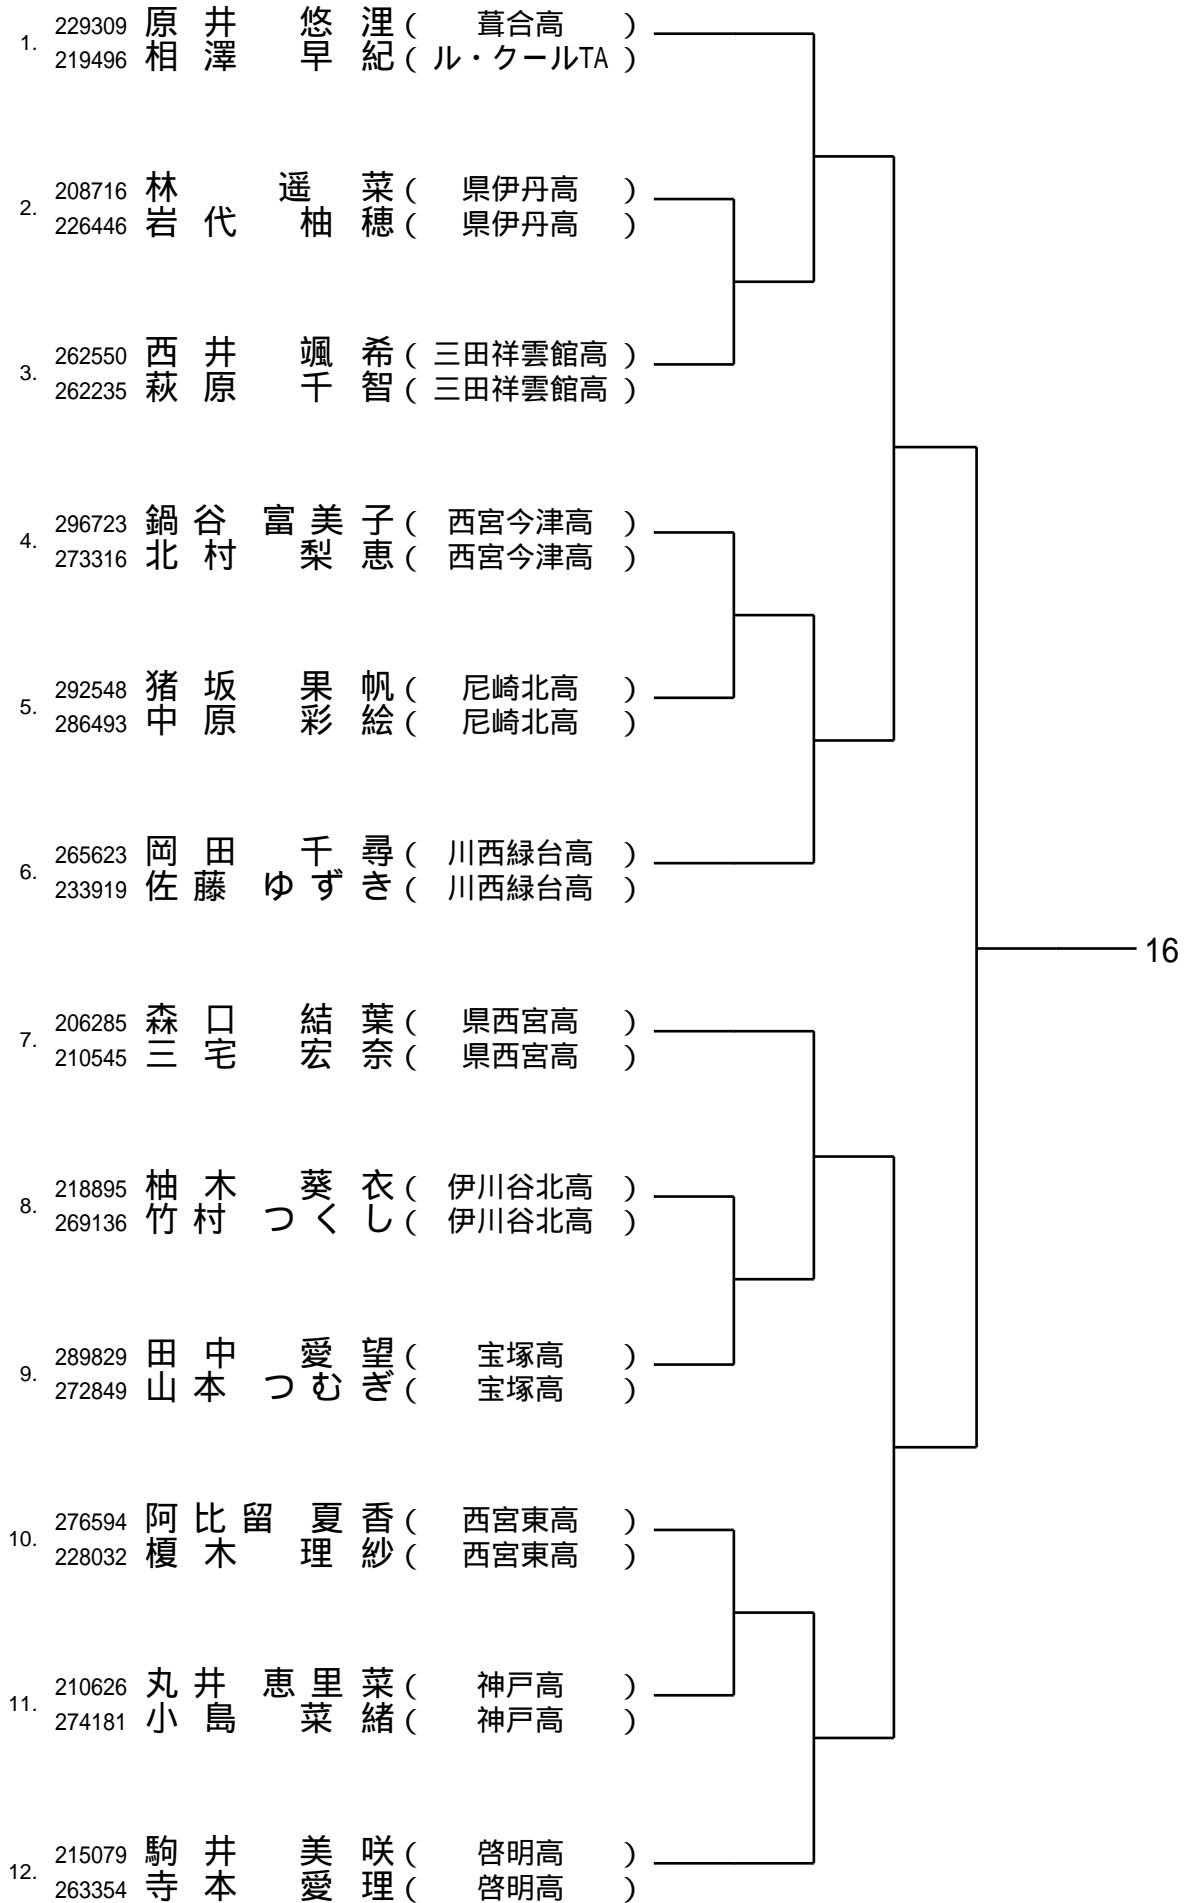 1. 229309 原井 悠浬 ( 葺合高 )
219496 相澤 早紀 ( ル・クールTA )
2. 208716 林 遥菜 ( 県伊丹高 )
226446 岩代 柚穂 ( 県伊丹高 )
3. 262550 西井 颯希 ( 三田祥雲館高 )
262235 萩原 千智 ( 三田祥雲館高 )
4. 296723 鍋谷 富美子 ( 西宮今津高 )
273316 北村 梨恵 ( 西宮今津高 )
5. 292548 猪坂 果帆 ( 尼崎北高 )
286493 中原 彩絵 ( 尼崎北高 )
6. 265623 岡田 千尋 ( 川西緑台高 )
233919 佐藤 ゆずき ( 川西緑台高 )
16
7. 206285 森口 結葉 ( 県西宮高 )
210545 三宅 宏奈 ( 県西宮高 )
8. 218895 柚木 葵衣 ( 伊川谷北高 )
269136 竹村 つくし ( 伊川谷北高 )
9. 289829 田中 愛望 ( 宝塚高 )
272849 山本 つむぎ ( 宝塚高 )
10. 276594 阿比留 夏香 ( 西宮東高 )
228032 榎木 理紗 ( 西宮東高 )
11. 210626 丸井 恵里菜 ( 神戸高 )
274181 小島 菜緒 ( 神戸高 )
12. 215079 駒井 美咲 ( 啓明高 )
263354 寺本 愛理 ( 啓明高 )